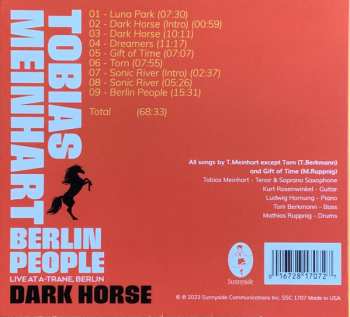 TOBIAS
MEINHART
BERLIN
PEOPLE
LIVE AT A-TRANE, BERLIN
DARK HORSE
01 - Luna Park (07:30)
02 - Dark Horse (Intro) (00:59)
03 - Dark Horse (10:11)
04 - Dreamers (11:17)
05 - Gift of Time (07:07)
06 - Tom (07:55)
07 - Sonic River (Intro) (02:37)
08 - Sonic River (05:26)
09 - Berlin People (15:31)
Total (68:33)
All songs by T.Meinhart except Tom (T.Berkmann)
and Gift of Time (M.Ruppnig)
Tobias Meinhart - Tenor & Soprano Saxophone
Kurt Rosenwinkel - Guitar
Ludwig Hornung - Piano
Tom Berkmann - Bass
Mathias Ruppnig - Drums
Sunnyside
16728 17072
℗ © 2023 Sunnyside Communications Inc. SSC 1707 Made in USA